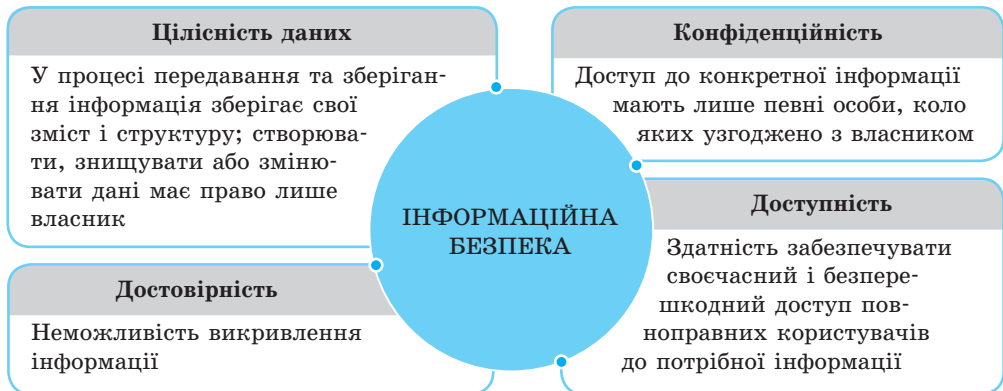 Цілісність даних
У процесі передавання та зберіган-
ня інформація зберігає свої
зміст і структуру; створюва-
ти, знищувати або зміню-
вати дані має право лише
власник
Конфіденційність
Доступ до конкретної інформації
мають лише певні особи, коло
яких узгоджено з власником
ІНФОРМАЦІЙНА
БЕЗПЕКА
Достовірність
Неможливість викривлення
інформації
Доступність
Здатність забезпечувати
своєчасний і безпере-
шкодний доступ пов-
ноправних користувачів
до потрібної інформації